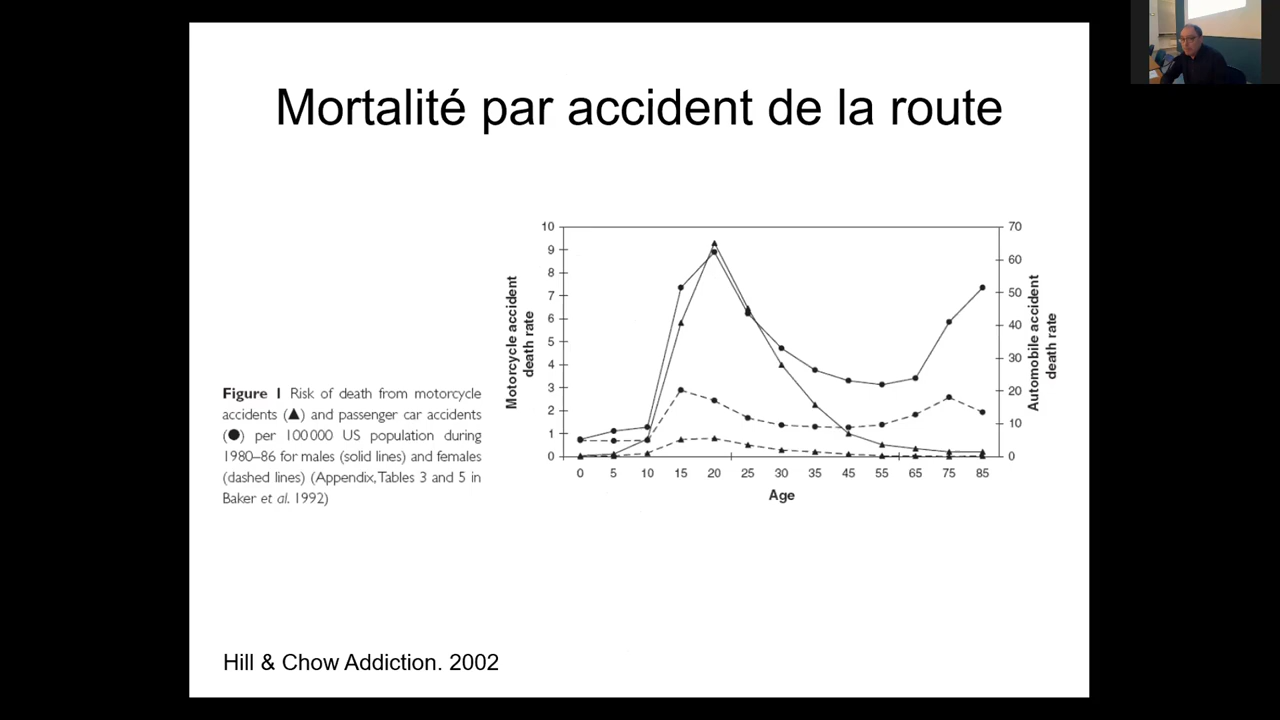 Mortalité par accident de la route
Figure 1 Risk of death from motorcycle
accidents (▲) and passenger car accidents
(●) per 100 000 US population during
1980–86 for males (solid lines) and females
(dashed lines) (Appendix, Tables 3 and 5 in
Baker et al. 1992)
Motorcycle accident
death rate
10
9
8
7
6
5
4
3
2
1
0
70
60
50
40
30
20
10
0
Automobile accident
death rate
0 5 10 15 20 25 30 35 45 55 65 75 85
Age
Hill & Chow Addiction. 2002